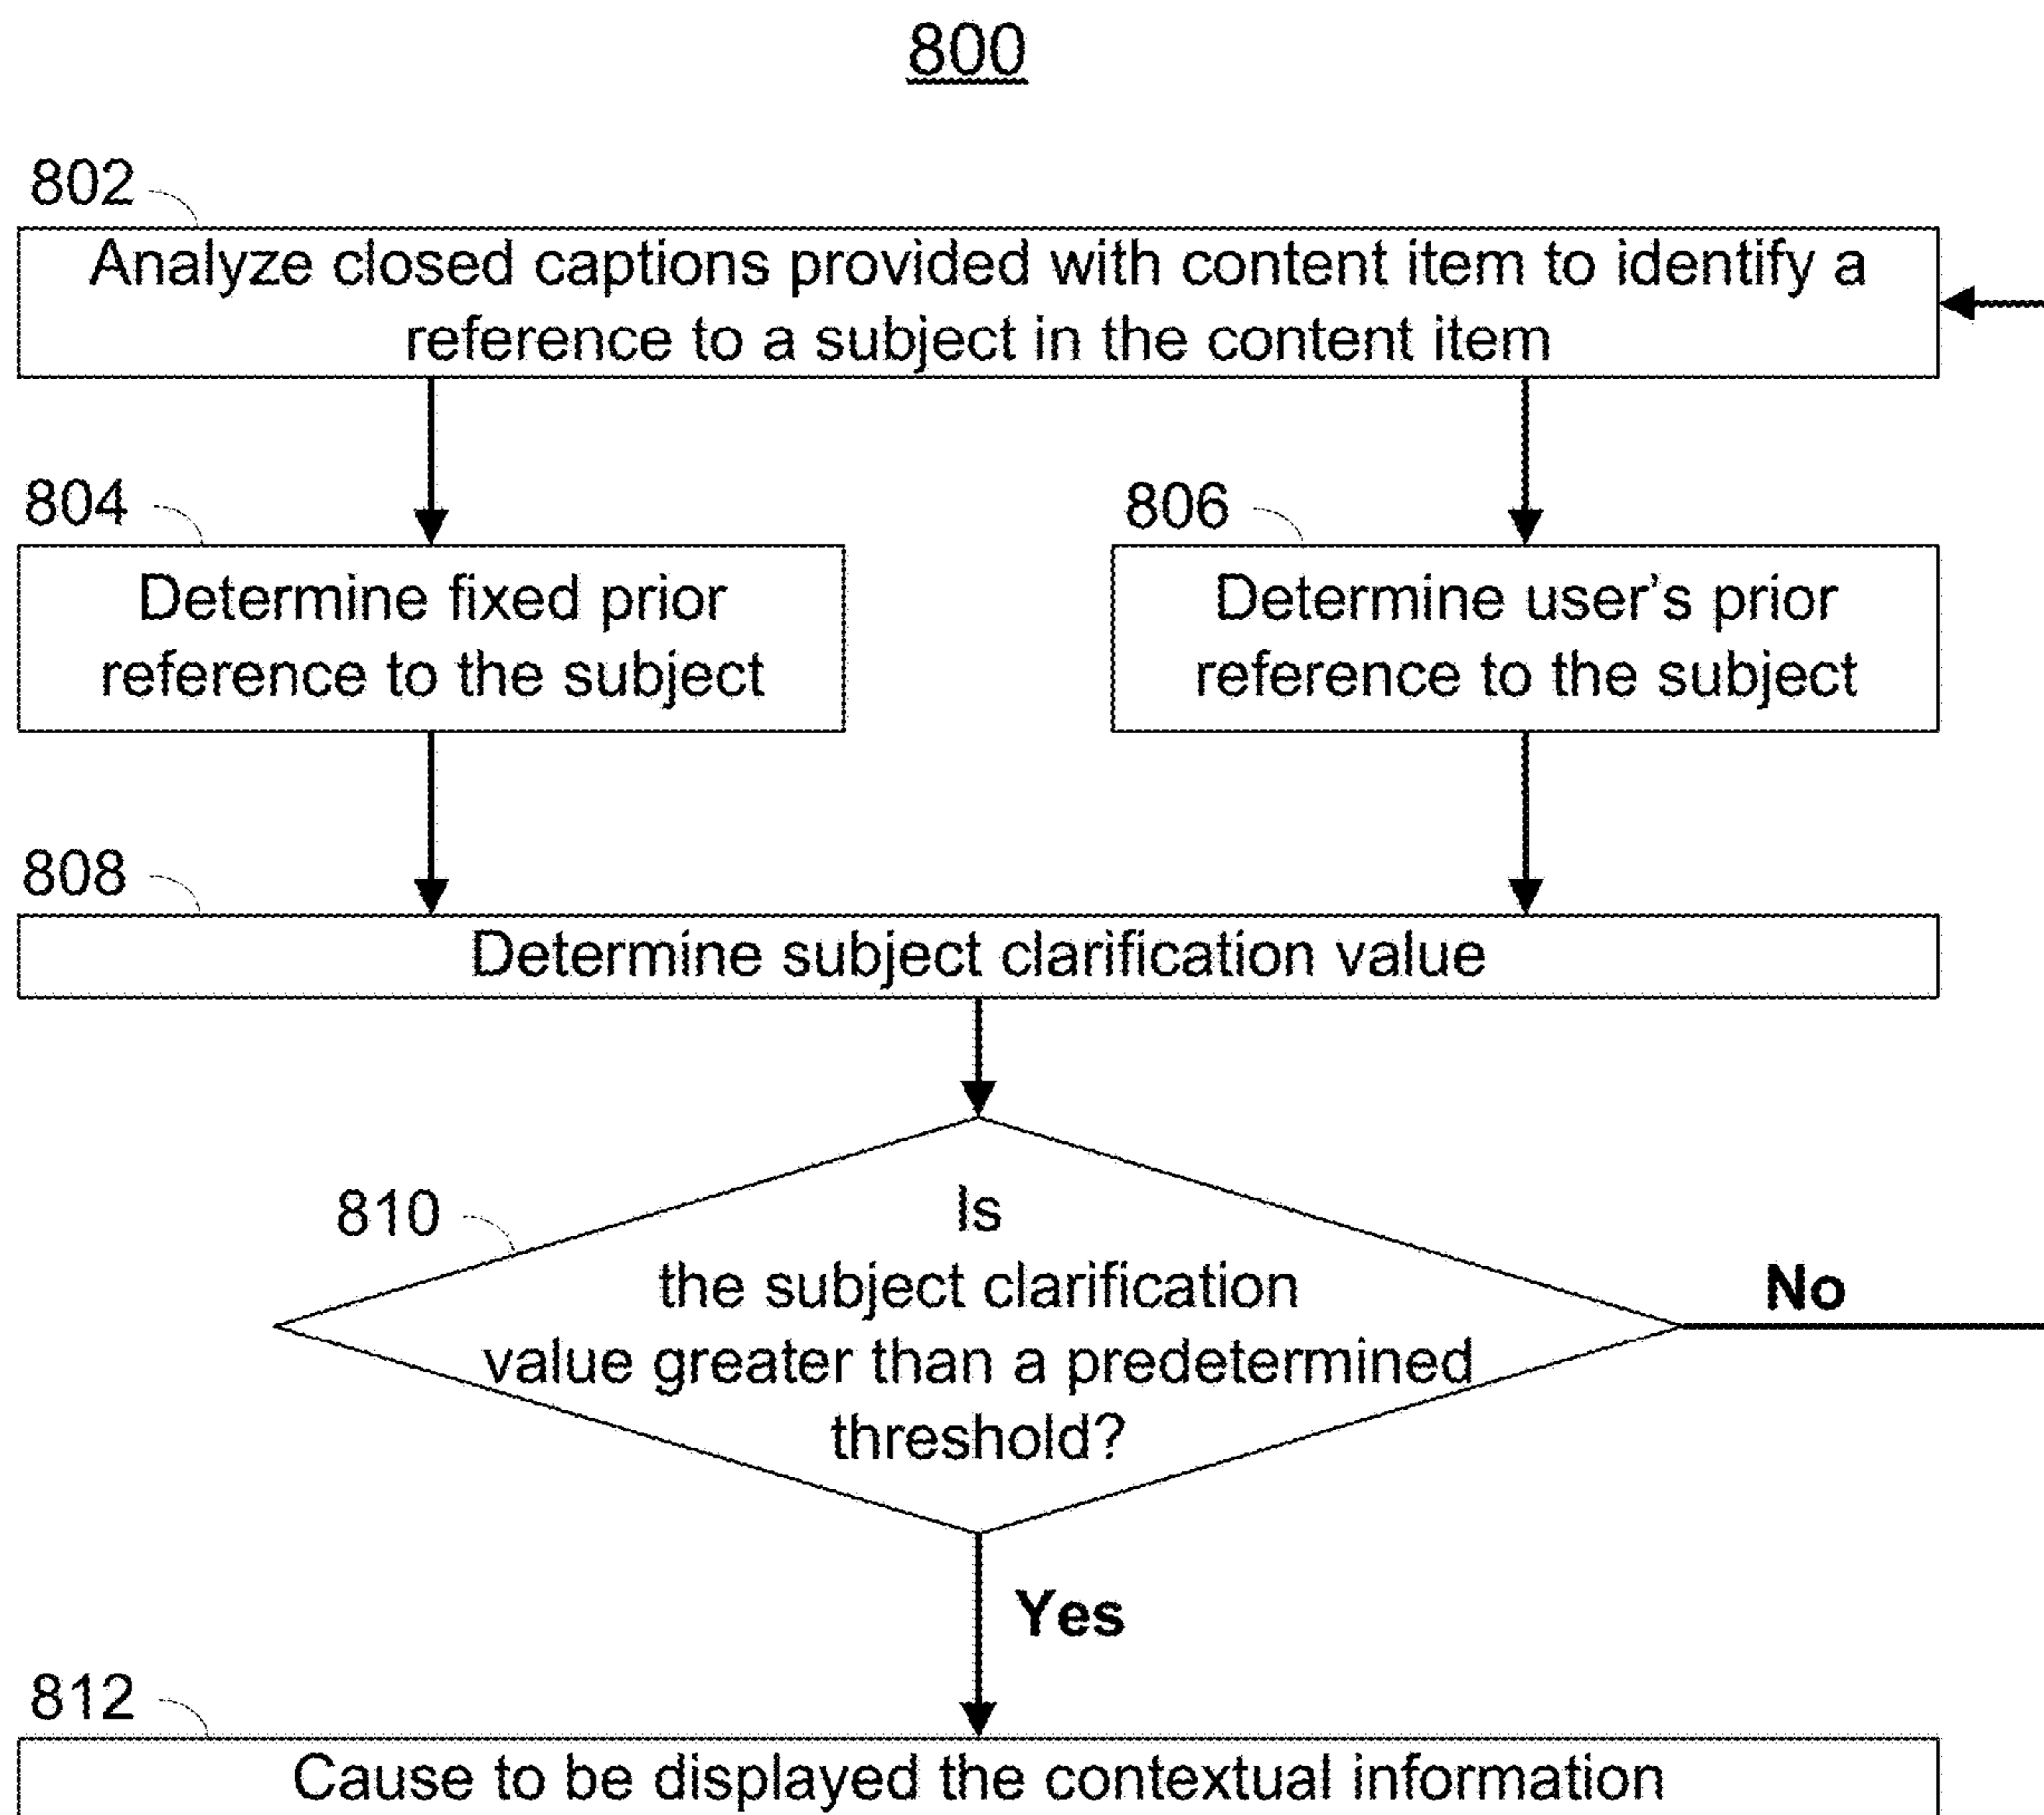 800
802
Analyze closed captions provided with content item to identify a
reference to a subject in the content item
804
806
Determine fixed prior
reference to the subject
Determine user's prior
reference to the subject
808
Determine subject clarification value
810
Is
the subject clarification
value greater than a predetermined
threshold?
No
Yes
812
Cause to be displayed the contextual information